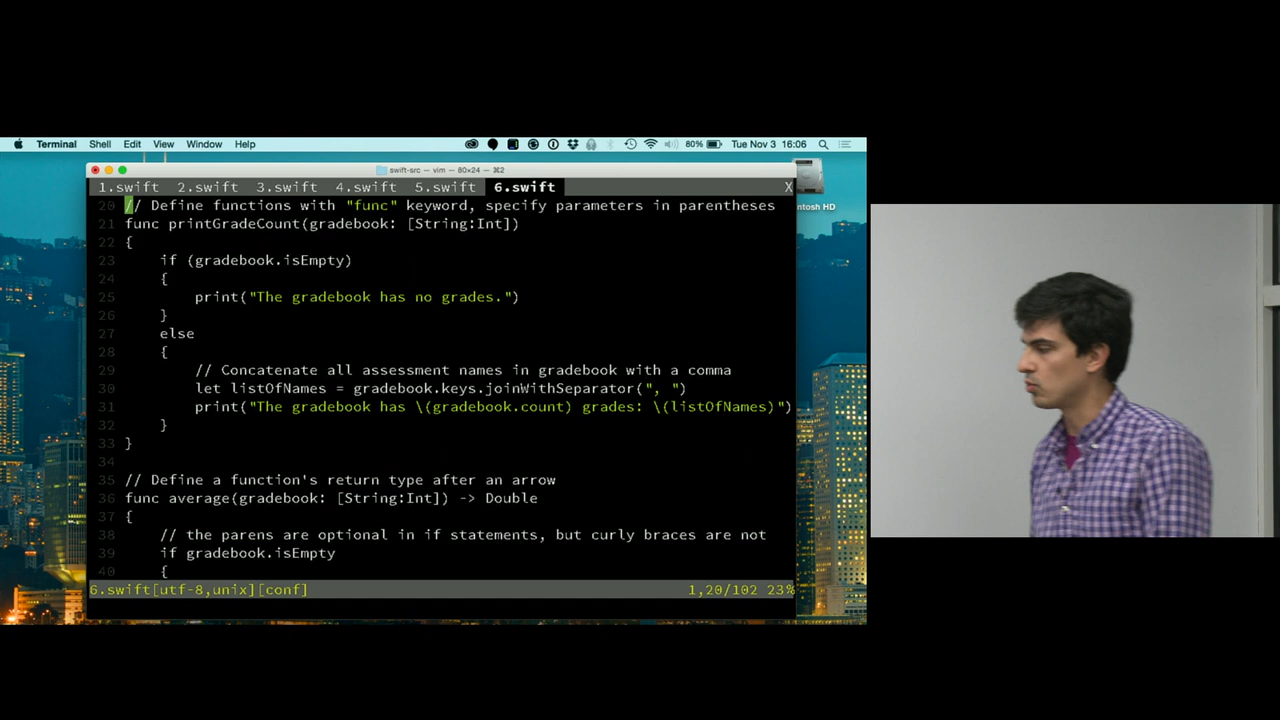 Terminal Shell Edit View Window Help 80% Tue Nov 3 16:06
swift-src — vim — 80×24 — ⌘2
1.swift 2.swift 3.swift 4.swift 5.swift 6.swift X
ntosh HD
20 // Define functions with "func" keyword, specify parameters in parentheses
21 func printGradeCount(gradebook: [String:Int])
22 {
23 if (gradebook.isEmpty)
24 {
25 print("The gradebook has no grades.")
26 }
27 else
28 {
29 // Concatenate all assessment names in gradebook with a comma
30 let listOfNames = gradebook.keys.joinWithSeparator(", ")
31 print("The gradebook has \(gradebook.count) grades: \(listOfNames)")
32 }
33 }
34
35 // Define a function's return type after an arrow
36 func average(gradebook: [String:Int]) -> Double
37 {
38 // the parens are optional in if statements, but curly braces are not
39 if gradebook.isEmpty
40 {
6.swift[utf-8,unix][conf] 1,20/102 23%